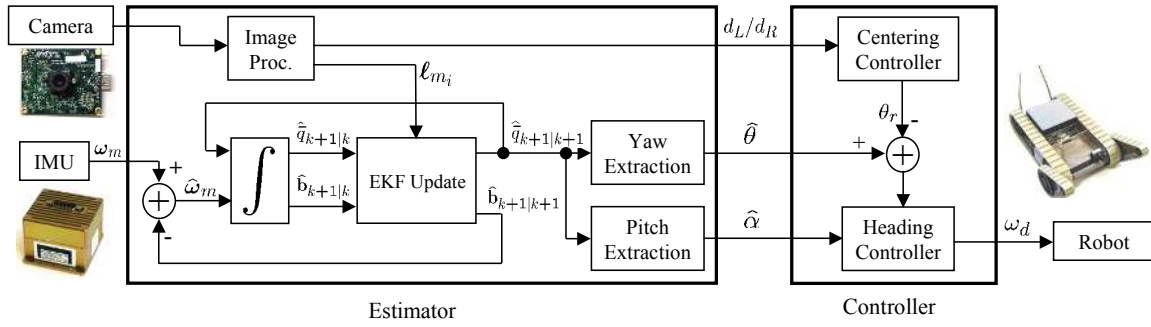 Camera
Image
Proc.
d_L/d_R
Centering
Controller
ℓ_{m_i}
θ_r
-
IMU
ω_m
+
ω̂_m
-
∫
q̄̂_{k+1|k}
b̂_{k+1|k}
EKF Update
q̄̂_{k+1|k+1}
b̂_{k+1|k+1}
Yaw
Extraction
θ̂
+
Pitch
Extraction
α̂
Heading
Controller
ω_d
Robot
Estimator
Controller